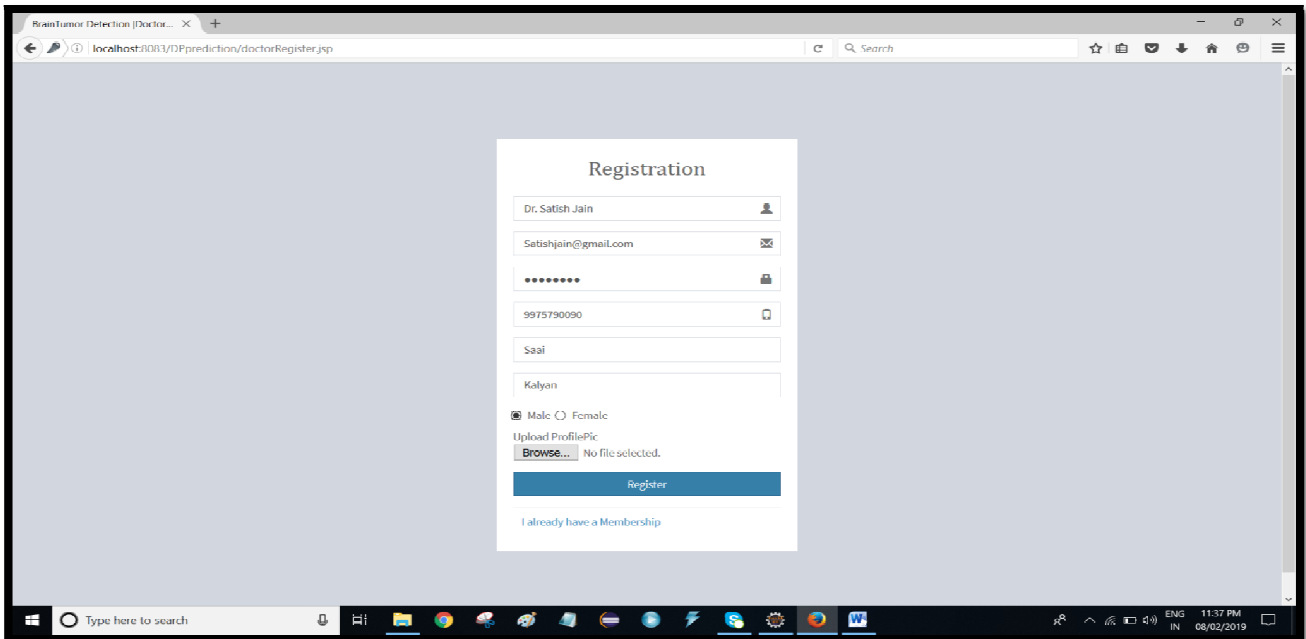 BrainTumor Detection |Doctor...
localhost:8083/DPprediction/doctorRegister.jsp
Search
Registration
Dr. Satish Jain
Satishjain@gmail.com
••••••••
9975790090
Saai
Kalyan
Male Female
Upload ProfilePic
Browse... No file selected.
Register
I already have a Membership
Type here to search
ENG 11:37 PM
IN 08/02/2019